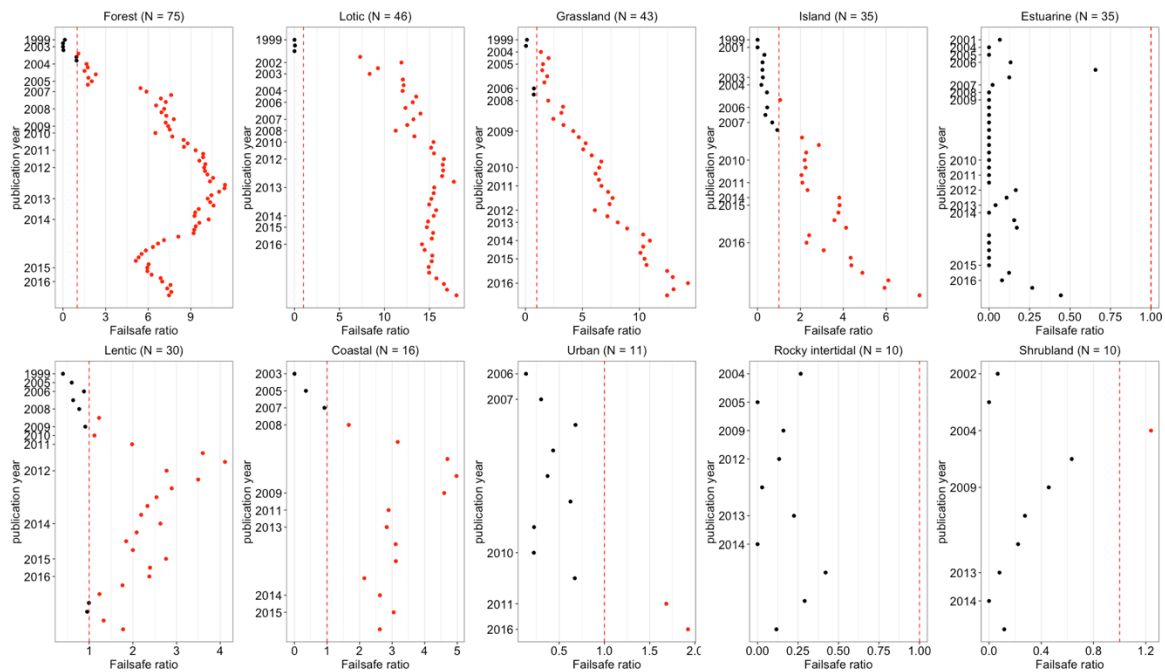 Forest (N = 75)
publication year
1999
2003
2004
2005
2007
2008
2009
2010
2011
2012
2013
2014
2015
2016
0 3 6 9
Failsafe ratio
Lotic (N = 46)
publication year
1999
2002
2003
2005
2006
2007
2008
2010
2012
2013
2014
2015
2016
0 5 10 15
Failsafe ratio
Grassland (N = 43)
publication year
1999
2004
2006
2008
2009
2010
2011
2012
2013
2014
2015
2016
0 5 10
Failsafe ratio
Island (N = 35)
publication year
1999
2001
2002
2003
2004
2006
2007
2010
2011
2014
2016
0 2 4 6
Failsafe ratio
Estuarine (N = 35)
publication year
2001
2004
2005
2006
2007
2008
2009
2010
2011
2012
2013
2014
2015
2016
0.00 0.25 0.50 0.75 1.00
Failsafe ratio
Lentic (N = 30)
publication year
1999
2005
2006
2008
2009
2010
2011
2012
2014
2015
2016
1 2 3 4
Failsafe ratio
Coastal (N = 16)
publication year
2003
2005
2007
2008
2009
2011
2013
2014
2015
0 1 2 3 4 5
Failsafe ratio
Urban (N = 11)
publication year
2006
2007
2010
2011
2016
0.5 1.0 1.5 2.0
Failsafe ratio
Rocky intertidal (N = 10)
publication year
2004
2005
2009
2012
2013
2014
0.00 0.25 0.50 0.75 1.00
Failsafe ratio
Shrubland (N = 10)
publication year
2002
2004
2009
2013
2014
0.0 0.4 0.8 1.2
Failsafe ratio